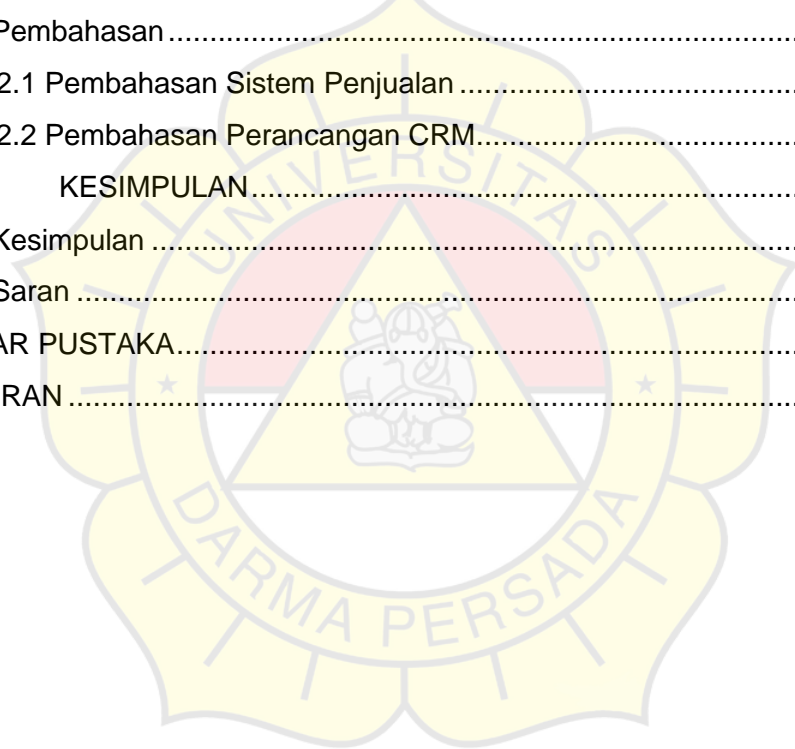 Pembahasan ................................................................................
2.1 Pembahasan Sistem Penjualan ..........................................
2.2 Pembahasan Perancangan CRM........................................
KESIMPULAN....................................................................
Kesimpulan ..............................................................................
Saran .......................................................................................
AR PUSTAKA...........................................................................
RAN .........................................................................................
UNIVERSITAS
DARMA PERSADA